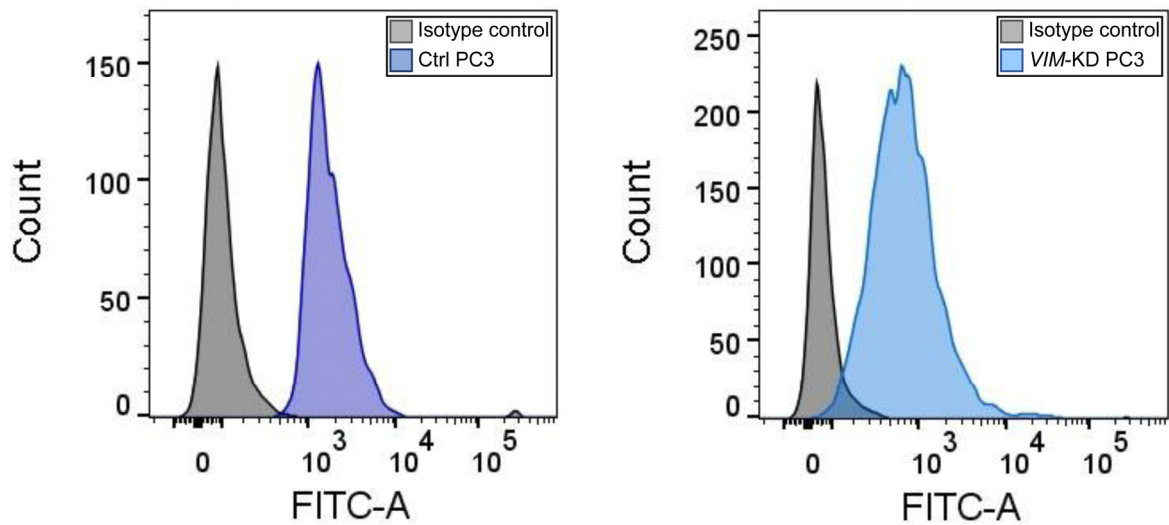 Isotype control
Ctrl PC3
150
100
50
0
Count
0 10^3 10^4 10^5
FITC-A
Isotype control
VIM-KD PC3
250
200
150
100
50
0
Count
0 10^3 10^4 10^5
FITC-A